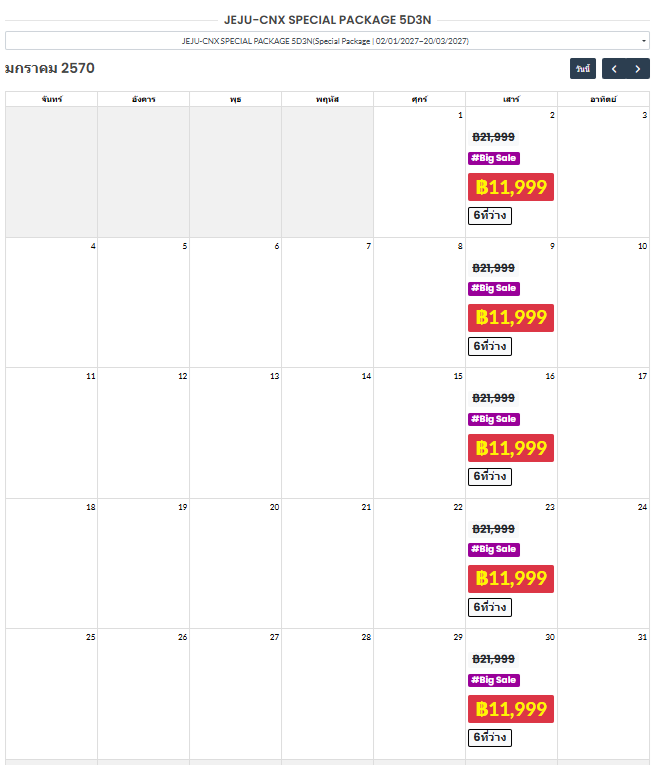 JEJU-CNX SPECIAL PACKAGE 5D3N
JEJU-CNX SPECIAL PACKAGE 5D3N(Special Package | 02/01/2027-20/03/2027)
มกราคม 2570
วันนี้
จันทร์ อังคาร พุธ พฤหัส ศุกร์ เสาร์ อาทิตย์
1 2 3
฿21,999
#Big Sale
฿11,999
6ที่ว่าง
4 5 6 7 8 9 10
฿21,999
#Big Sale
฿11,999
6ที่ว่าง
11 12 13 14 15 16 17
฿21,999
#Big Sale
฿11,999
6ที่ว่าง
18 19 20 21 22 23 24
฿21,999
#Big Sale
฿11,999
6ที่ว่าง
25 26 27 28 29 30 31
฿21,999
#Big Sale
฿11,999
6ที่ว่าง